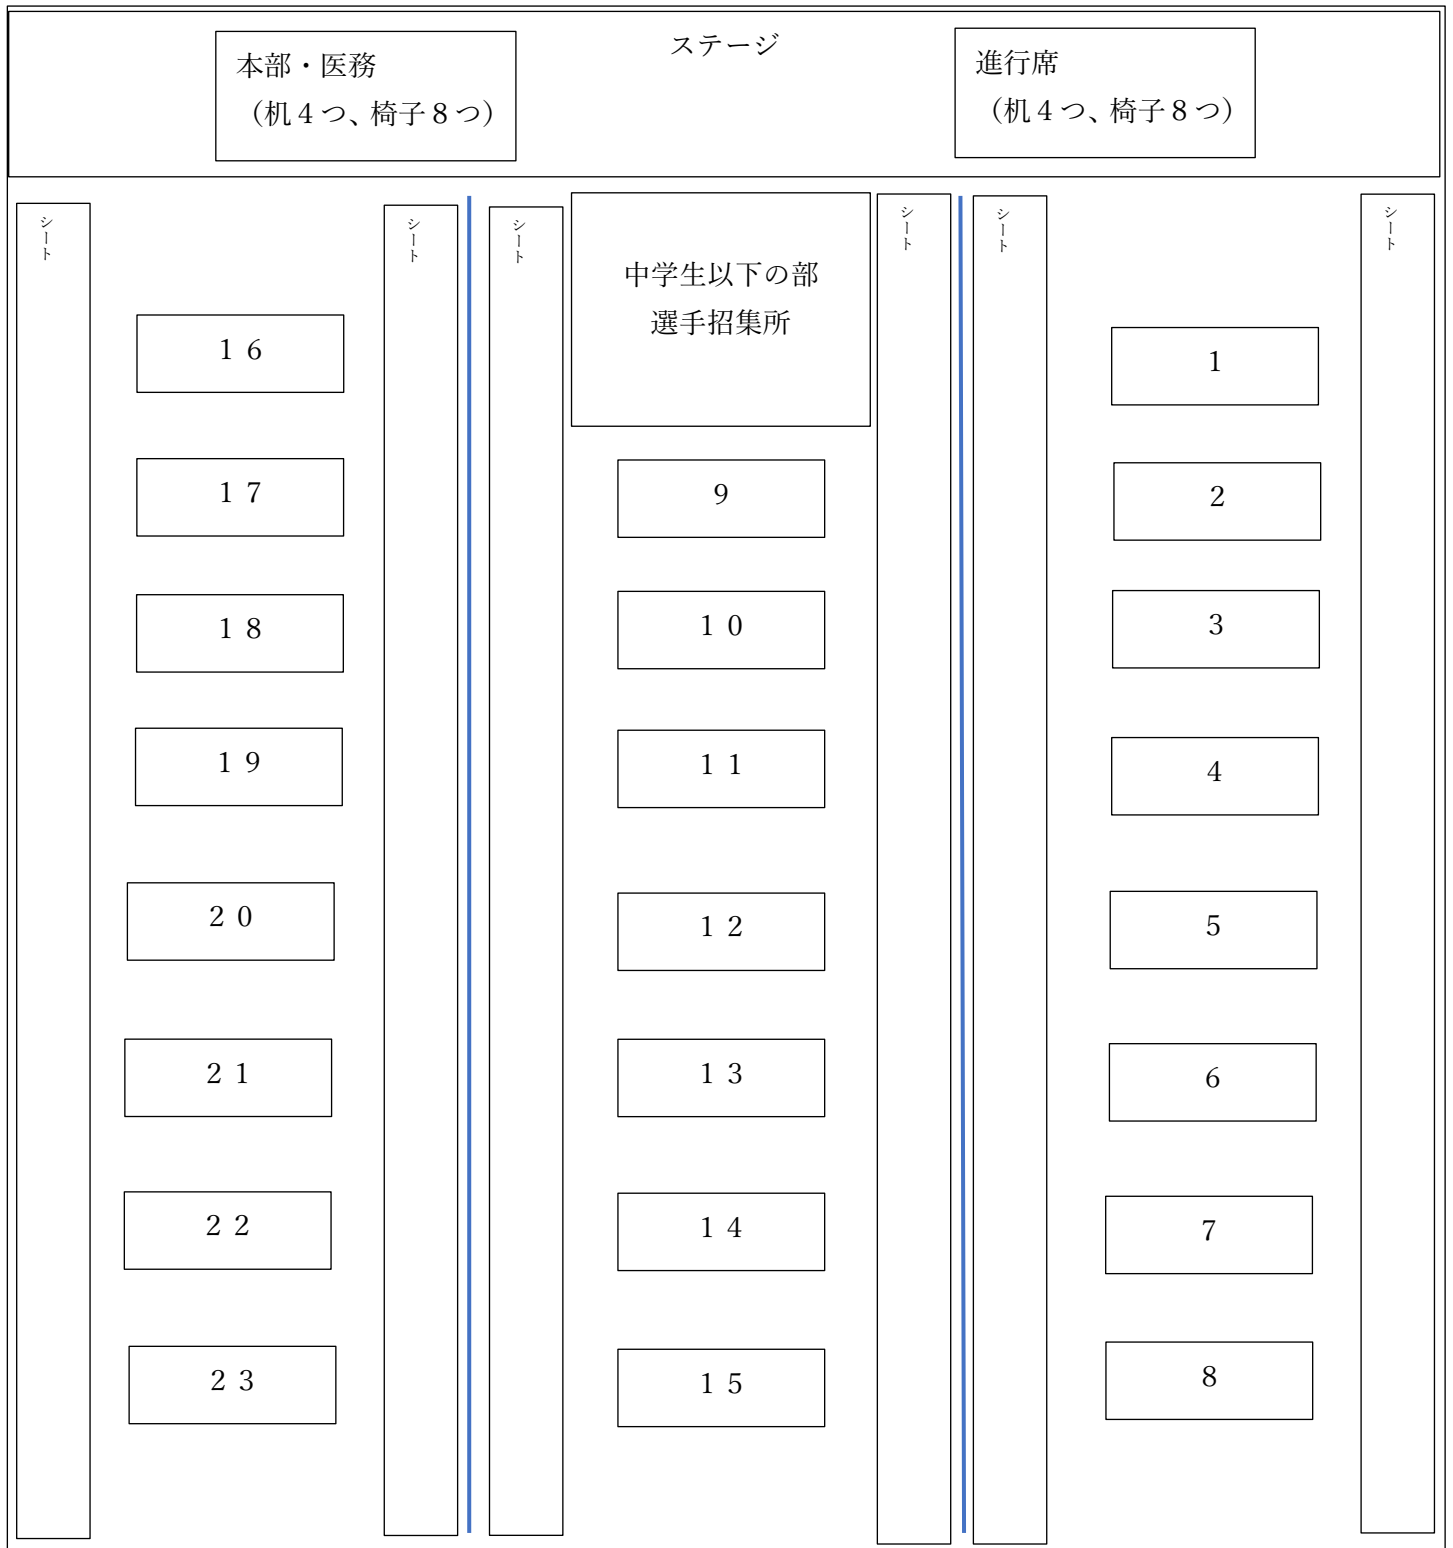 ステージ
本部・医務
（机４つ、椅子８つ）
進行席
（机４つ、椅子８つ）
シート
シート
シート
シート
シート
シート
中学生以下の部
選手招集所
１６
１７
１８
１９
２０
２１
２２
２３
９
１０
１１
１２
１３
１４
１５
１
２
３
４
５
６
７
８